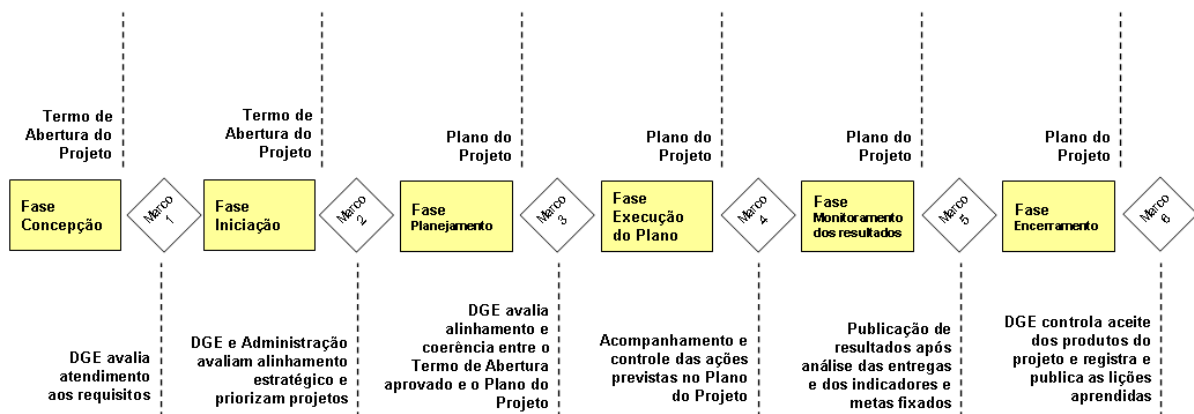 Termo de
Abertura do
Projeto
Termo de
Abertura do
Projeto
Plano do
Projeto
Plano do
Projeto
Plano do
Projeto
Plano do
Projeto
Fase
Concepção
Marco
1
Fase
Iniciação
Marco
2
Fase
Planejamento
Marco
3
Fase
Execução
do Plano
Marco
4
Fase
Monitoramento
dos resultados
Marco
5
Fase
Encerramento
Marco
6
DGE avalia
atendimento
aos requisitos
DGE e Administração
avaliam alinhamento
estratégico e
priorizam projetos
DGE avalia
alinhamento e
coerência entre o
Termo de Abertura
aprovado e o Plano do
Projeto
Acompanhamento e
controle das ações
previstas no Plano
do Projeto
Publicação de
resultados após
análise das entregas
e dos indicadores e
metas fixados
DGE controla aceite
dos produtos do
projeto e registra e
publica as lições
aprendidas